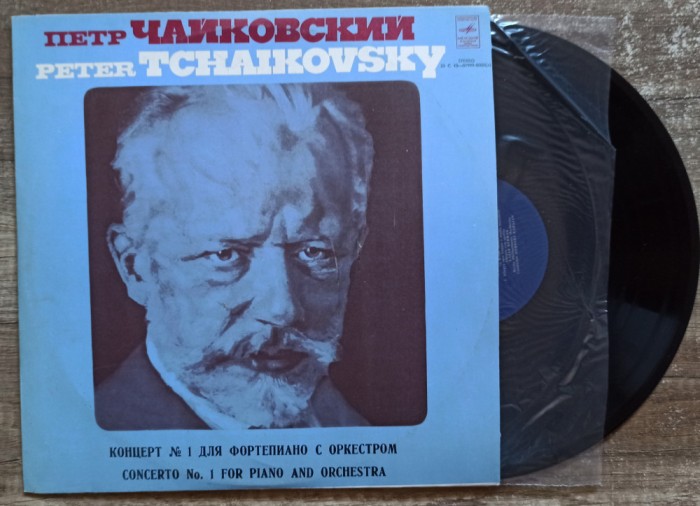 ПЕТР ЧАЙКОВСКИЙ
PETER TCHAIKOVSKY
КОНЦЕРТ № 1 ДЛЯ ФОРТЕПИАНО С ОРКЕСТРОМ
CONCERTO No. 1 FOR PIANO AND ORCHESTRA